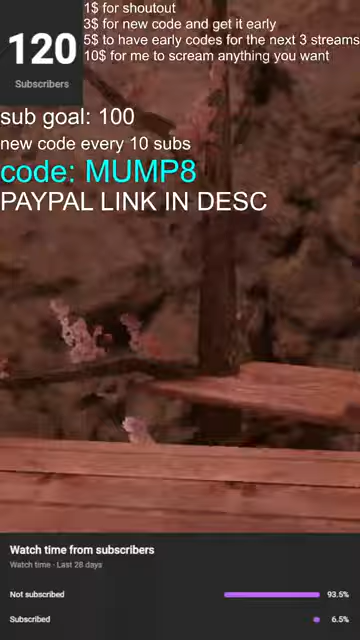 1$ for shoutout
3$ for new code and get it early
5$ to have early codes for the next 3 streams
10$ for me to scream anything you want
120
Subscribers
sub goal: 100
new code every 10 subs
code: MUMP8
PAYPAL LINK IN DESC
Watch time from subscribers
Watch time · Last 28 days
Not subscribed 93.5%
Subscribed 6.5%